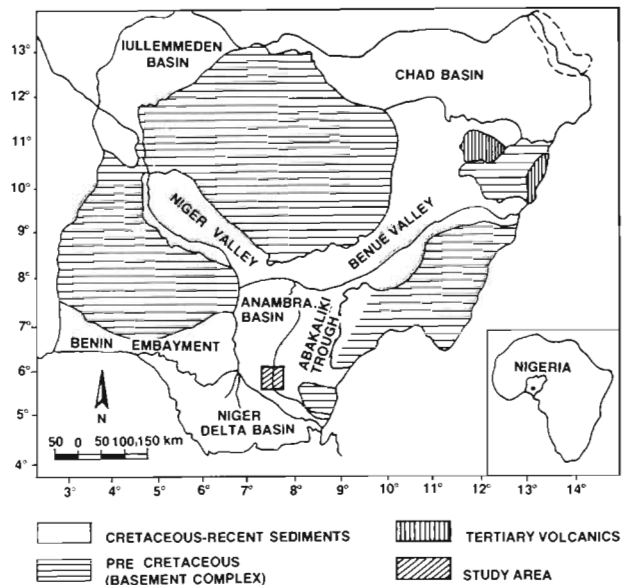 13°
12°
11°
10°
9°
8°
7°
6°
5°
4°
IULLEMMEDEN
BASIN
CHAD BASIN
NIGER VALLEY
BENUE VALLEY
ANAMBRA
BASIN
ABAKALIKI
TROUGH
BENIN EMBAYMENT
NIGER
DELTA BASIN
N
50 0 50 100,150 km
NIGERIA
3° 4° 5° 6° 7° 8° 9° 10° 11° 12° 13° 14°
CRETACEOUS-RECENT SEDIMENTS
PRE CRETACEOUS
(BASEMENT COMPLEX)
TERTIARY VOLCANICS
STUDY AREA